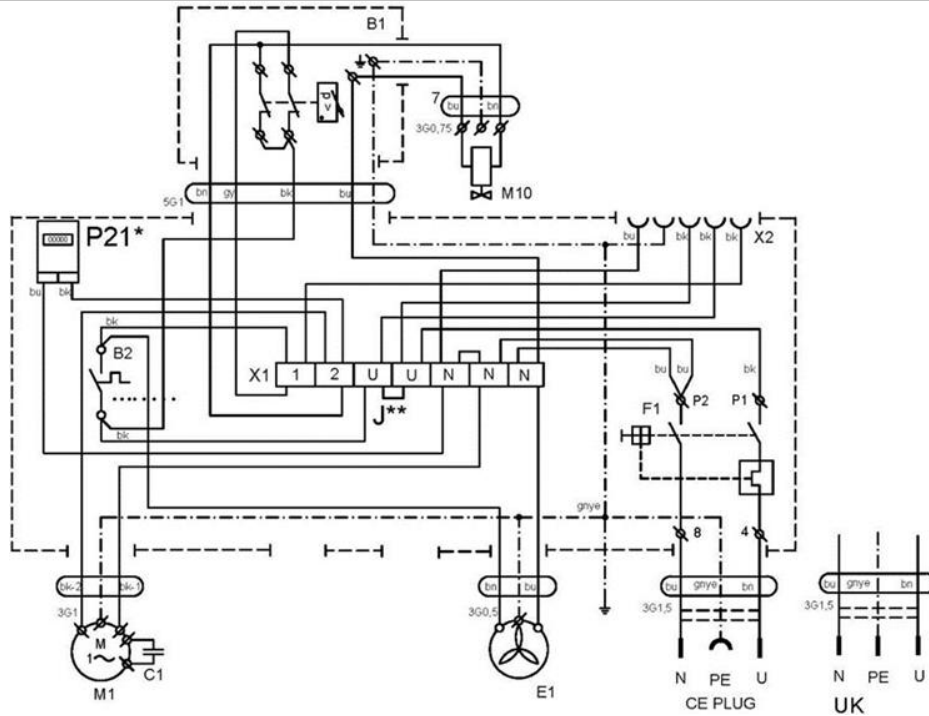 B1
d
v
7
bu
bn
3G0,75
M10
bn
gy
bk
bu
5G1
00000
P21*
bu
bk
bu
bk
bk
X2
bk
B2
X1
1
2
U
U
N
N
N
J**
bk
bu
bu
bk
P2
P1
F1
gnye
8
4
bk-2
bk-1
3G1
M
1~
C1
M1
bn
bu
3G0,5
E1
bu
gnye
bn
3G1,5
N
PE
U
CE PLUG
bu
gnye
bn
3G1,5
N
PE
U
UK